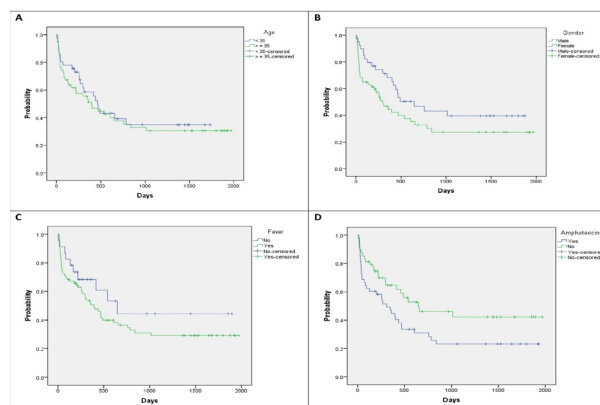 A
Age
< 35
> = 35
< 35-censored
> = 35-censored
Probability
1.0
0.8
0.6
0.4
0.2
0.0
0
500
1000
1500
2000
Days
B
Gender
Male
Female
Male-censored
Female-censored
Probability
1.0
0.8
0.6
0.4
0.2
0.0
0
500
1000
1500
2000
Days
C
Fever
No
Yes
No-censored
Yes-censored
Probability
1.0
0.8
0.6
0.4
0.2
0.0
0
500
1000
1500
2000
Days
D
Amphotericin
Yes
No
Yes-censored
No-censored
Probability
1.0
0.8
0.6
0.4
0.2
0.0
0
500
1000
1500
2000
Days